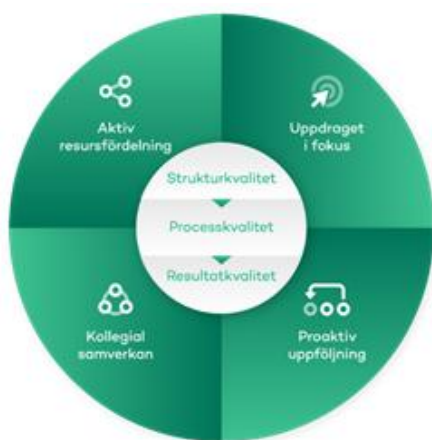 Aktiv
resursfördelning
Uppdraget
i fokus
Strukturkvalitet
Processkvalitet
Resultatkvalitet
Kollegial
samverkan
Proaktiv
uppföljning